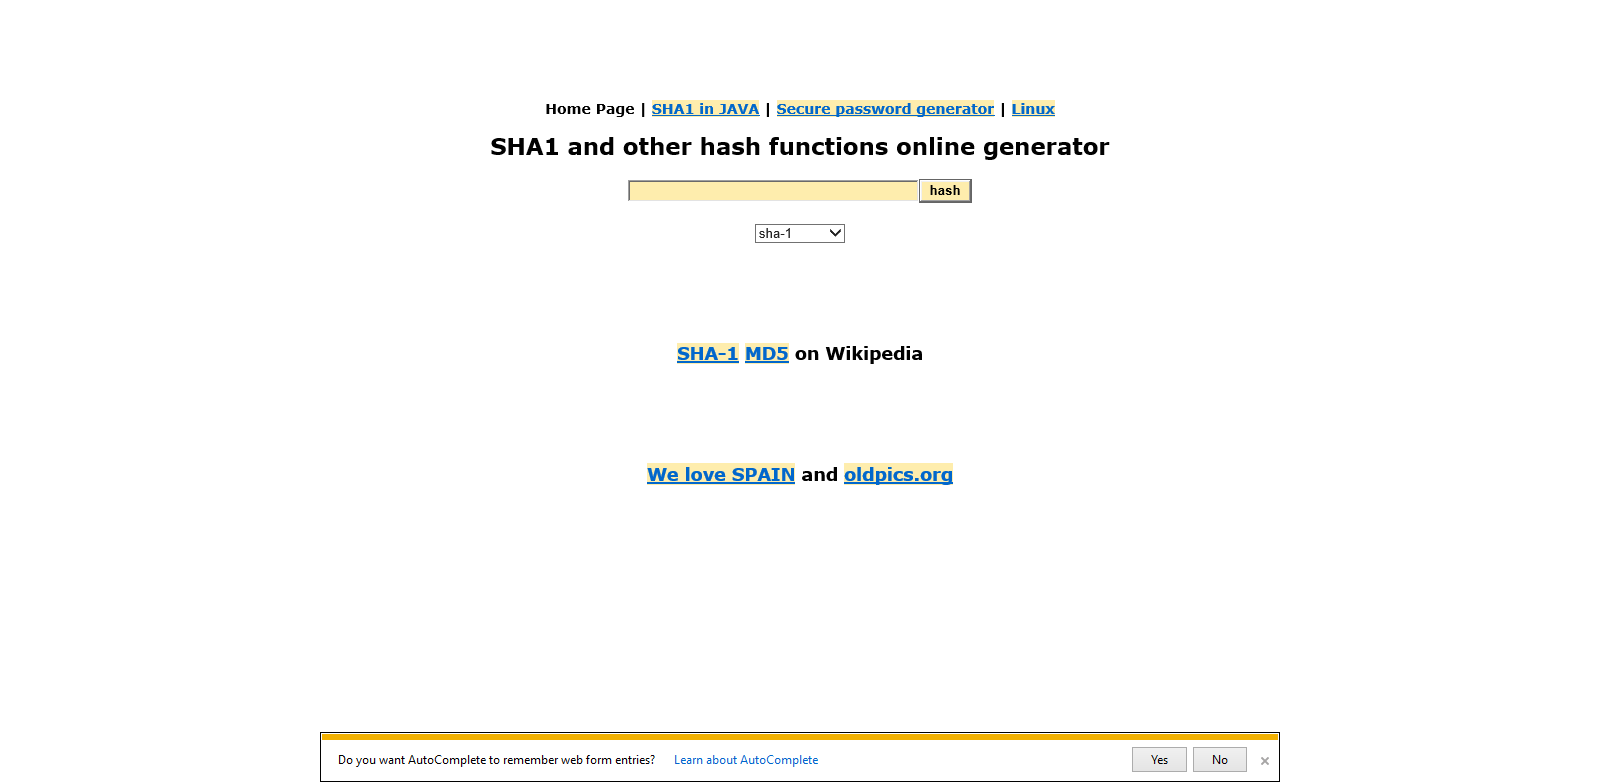 Home Page | SHA1 in JAVA | Secure password generator | Linux
SHA1 and other hash functions online generator
hash
sha-1
SHA-1 MD5 on Wikipedia
We love SPAIN and oldpics.org
Do you want AutoComplete to remember web form entries? Learn about AutoComplete Yes No ×